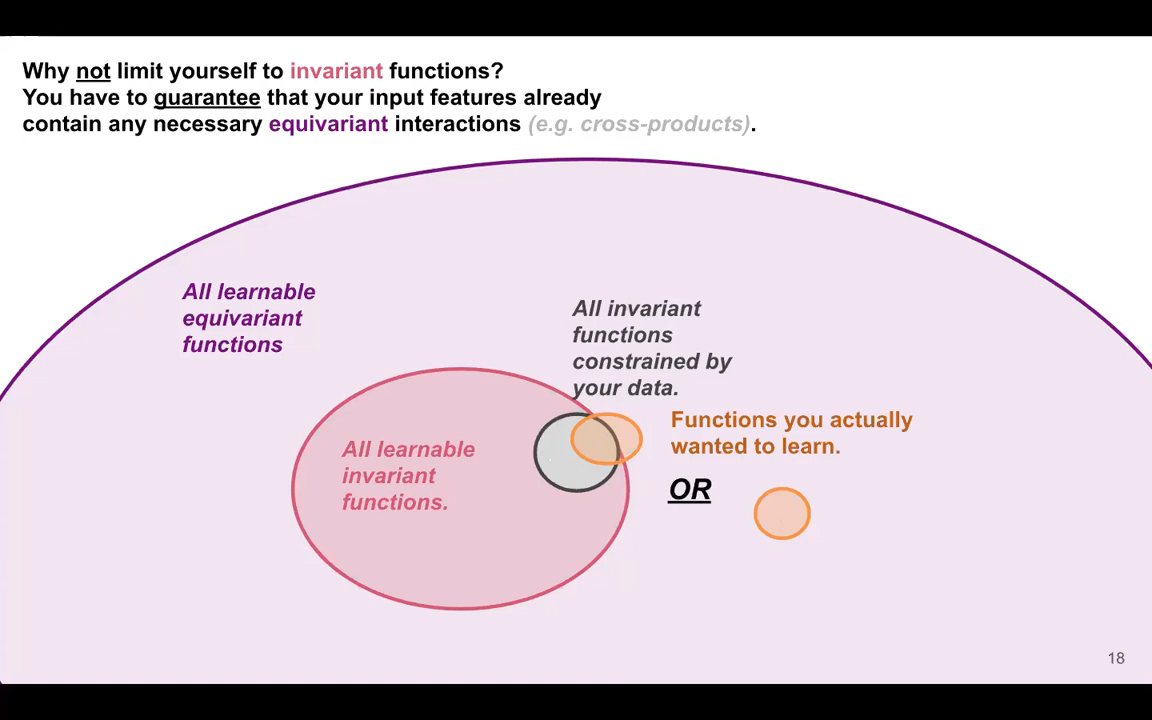 Why not limit yourself to invariant functions?
You have to guarantee that your input features already
contain any necessary equivariant interactions (e.g. cross-products).
All learnable
equivariant
functions
All invariant
functions
constrained by
your data.
Functions you actually
wanted to learn.
All learnable
invariant
functions.
OR
18